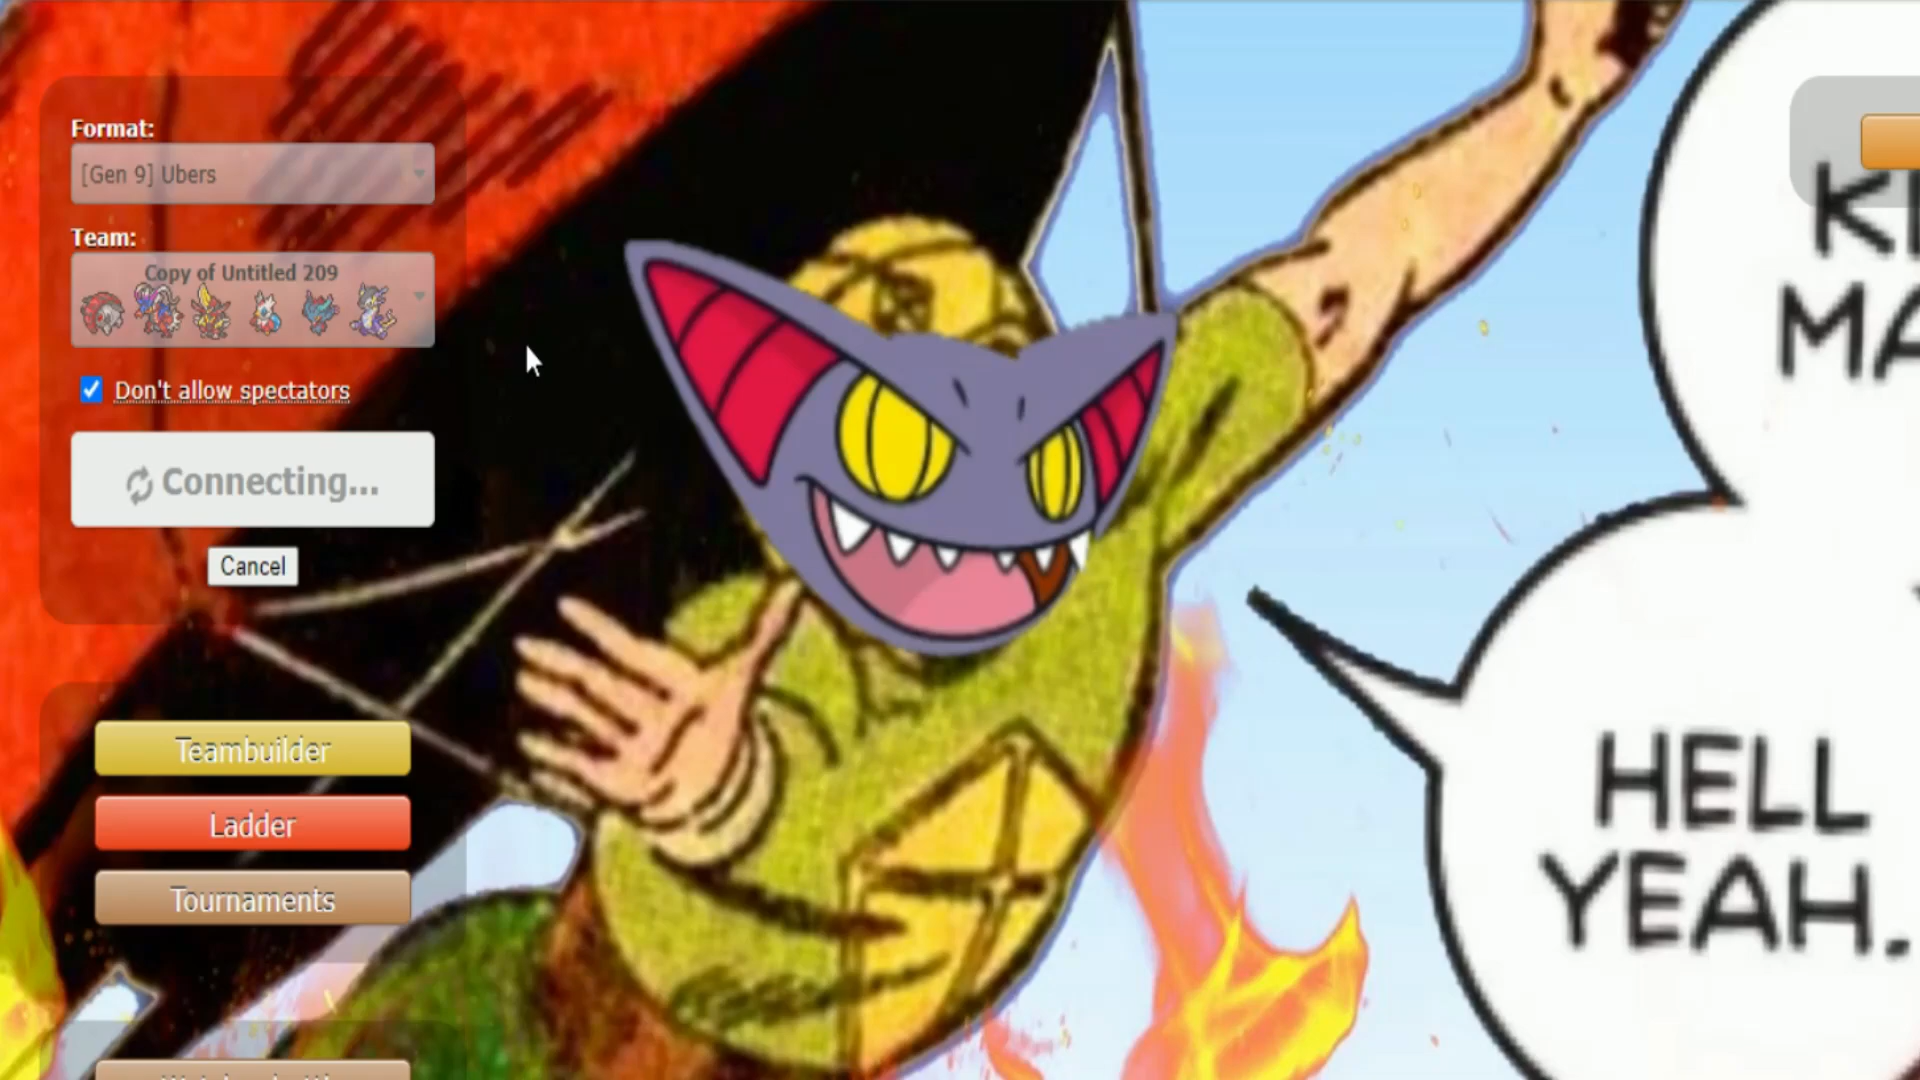 Format:
[Gen 9] Ubers
Team:
Copy of Untitled 209
Don't allow spectators
Connecting...
Cancel
Teambuilder
Ladder
Tournaments
HELL
YEAH.